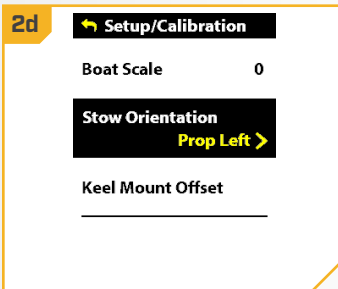 2d
Setup/Calibration
Boat Scale 0
Stow Orientation
Prop Left >
Keel Mount Offset